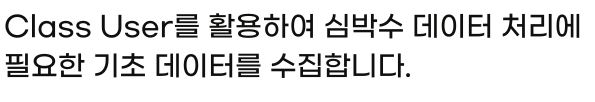 Class User를 활용하여 심박수 데이터 처리에
필요한 기초 데이터를 수집합니다.